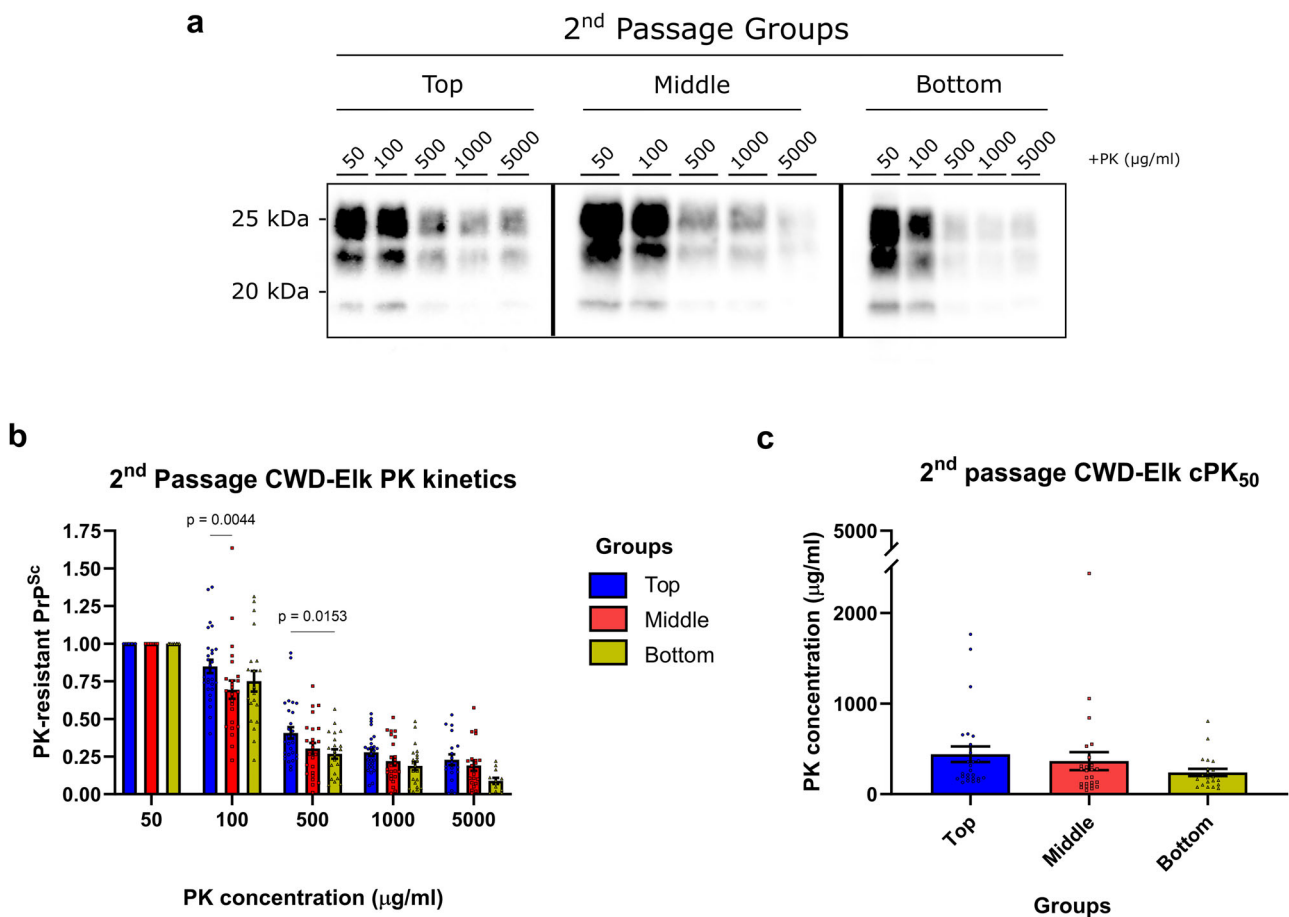 a
2nd Passage Groups
Top Middle Bottom
50 100 500 1000 5000 50 100 500 1000 5000 50 100 500 1000 5000 +PK (µg/ml)
25 kDa
20 kDa
b
2nd Passage CWD-Elk PK kinetics
PK-resistant PrPSc
1.75
1.50
1.25
1.00
0.75
0.50
0.25
0.00
p = 0.0044
p = 0.0153
50 100 500 1000 5000
PK concentration (µg/ml)
Groups
Top
Middle
Bottom
c
2nd passage CWD-Elk cPK50
PK concentration (µg/ml)
5000
2000
1000
0
Top Middle Bottom
Groups